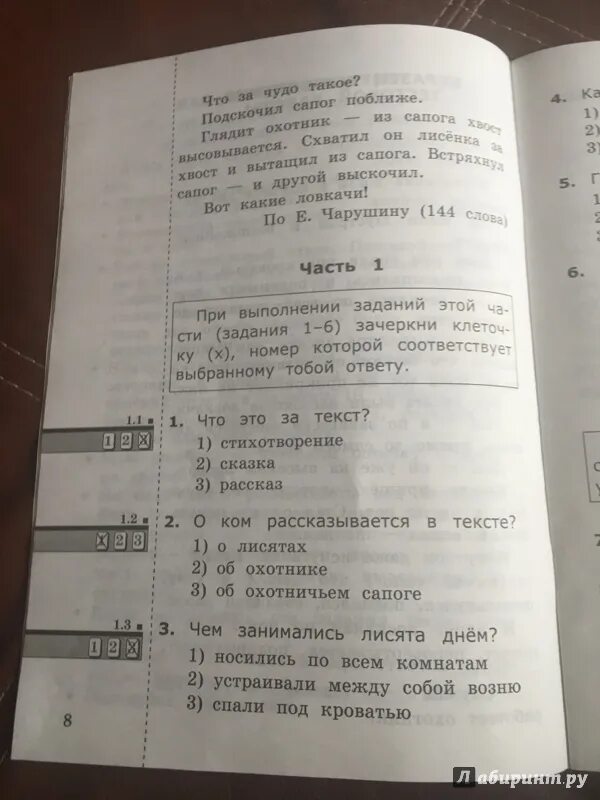 Что за чудо такое?
Подскочил сапог поближе.
Глядит охотник — из сапога хвост
высовывается. Схватил он лисёнка за
хвост и вытащил из сапога. Встряхнул
сапог — и другой выскочил.
Вот какие ловкачи!
По Е. Чарушину (144 слова)
Часть 1
При выполнении заданий этой ча-
сти (задания 1–6) зачеркни клеточ-
ку (х), номер которой соответствует
выбранному тобой ответу.
1.1
1 2
1. Что это за текст?
1) стихотворение
2) сказка
3) рассказ
1.2
2 3
2. О ком рассказывается в тексте?
1) о лисятах
2) об охотнике
3) об охотничьем сапоге
1.3
1 2
3. Чем занимались лисята днём?
1) носились по всем комнатам
2) устраивали между собой возню
3) спали под кроватью
8
4. Ка
1)
2)
3)
5.
1
2
6.
Лабиринт.ру